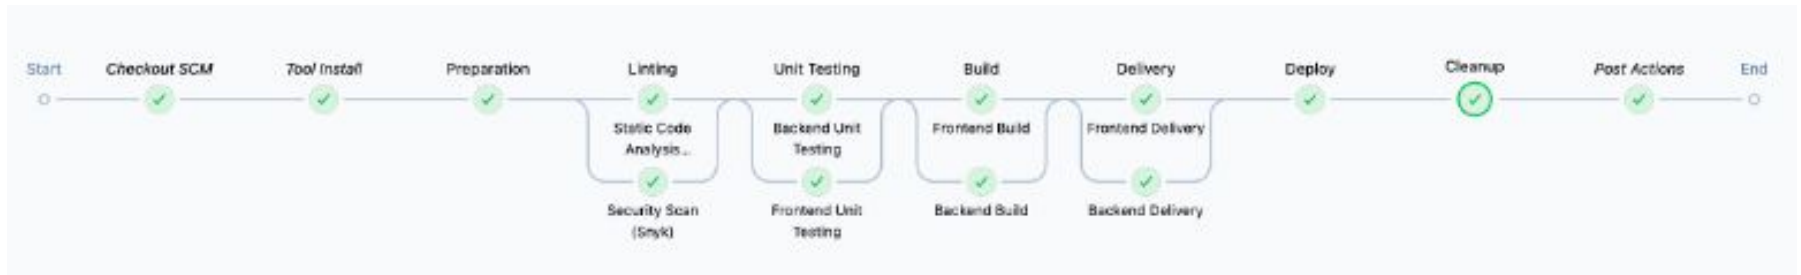 Start
Checkout SCM
Tool Install
Preparation
Linting
Unit Testing
Build
Delivery
Deploy
Cleanup
Post Actions
End
Static Code
Analysis...
Backend Unit
Testing
Frontend Build
Frontend Delivery
Security Scan
(Snyk)
Frontend Unit
Testing
Backend Build
Backend Delivery